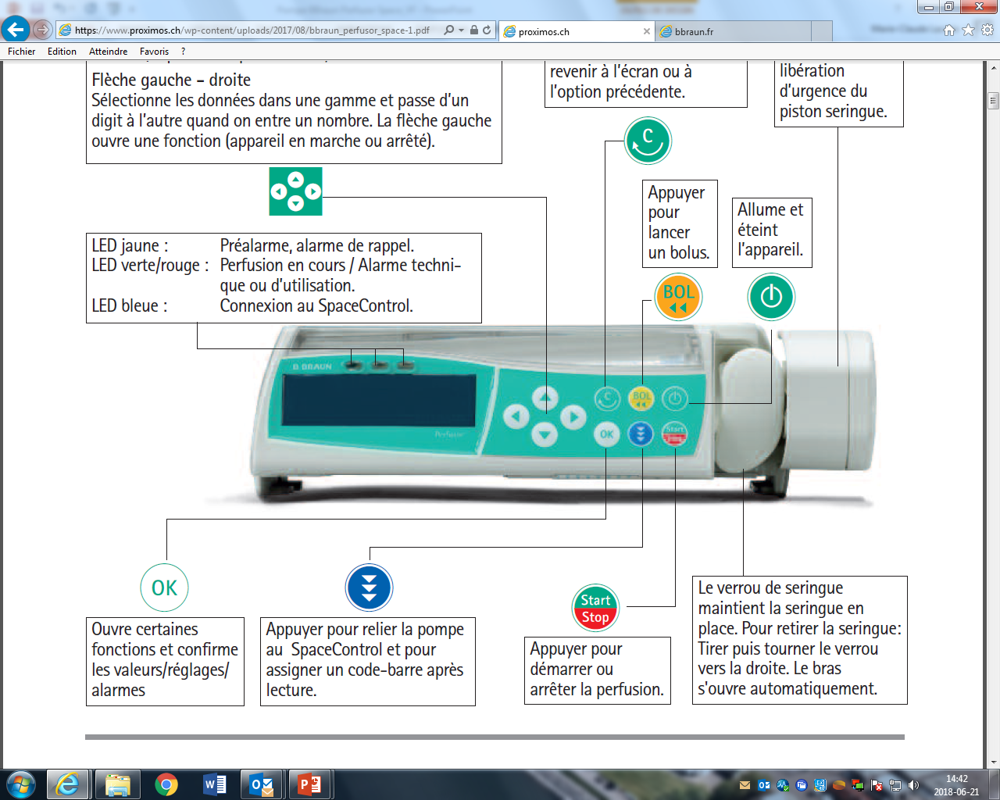 https://www.proximos.ch/wp-content/uploads/2017/08/bbraun_perfusor_space-1.pdf
proximos.ch
bbraun.fr
Fichier Edition Atteindre Favoris ?
Flèche gauche – droite
Sélectionne les données dans une gamme et passe d'un
digit à l'autre quand on entre un nombre. La flèche gauche
ouvre une fonction (appareil en marche ou arrêté).
revenir à l'écran ou à
l'option précédente.
libération
d'urgence du
piston seringue.
C
Appuyer
pour
lancer
un bolus.
Allume et
éteint
l'appareil.
LED jaune : Préalarme, alarme de rappel.
LED verte/rouge : Perfusion en cours / Alarme techni-
que ou d'utilisation.
LED bleue : Connexion au SpaceControl.
BOL
B BRAUN
C
BOL
Perfusor
OK
Start
OK
Ouvre certaines
fonctions et confirme
les valeurs/réglages/
alarmes
Appuyer pour relier la pompe
au SpaceControl et pour
assigner un code-barre après
lecture.
Start
Stop
Appuyer pour
démarrer ou
arrêter la perfusion.
Le verrou de seringue
maintient la seringue en
place. Pour retirer la seringue:
Tirer puis tourner le verrou
vers la droite. Le bras
s'ouvre automatiquement.
14:42
2018-06-21